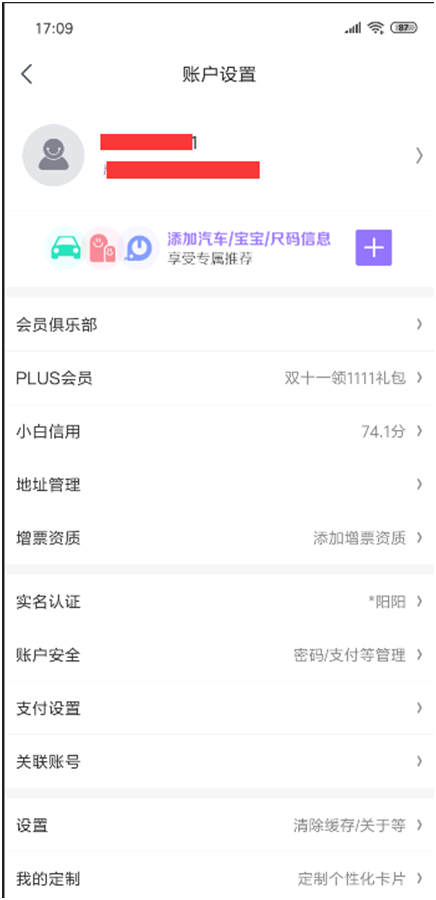 17:09
87
账户设置
1
添加汽车/宝宝/尺码信息
享受专属推荐
会员俱乐部
PLUS会员 双十一领1111礼包
小白信用 74.1分
地址管理
增票资质 添加增票资质
实名认证 *阳阳
账户安全 密码/支付等管理
支付设置
关联账号
设置 清除缓存/关于等
我的定制 定制个性化卡片